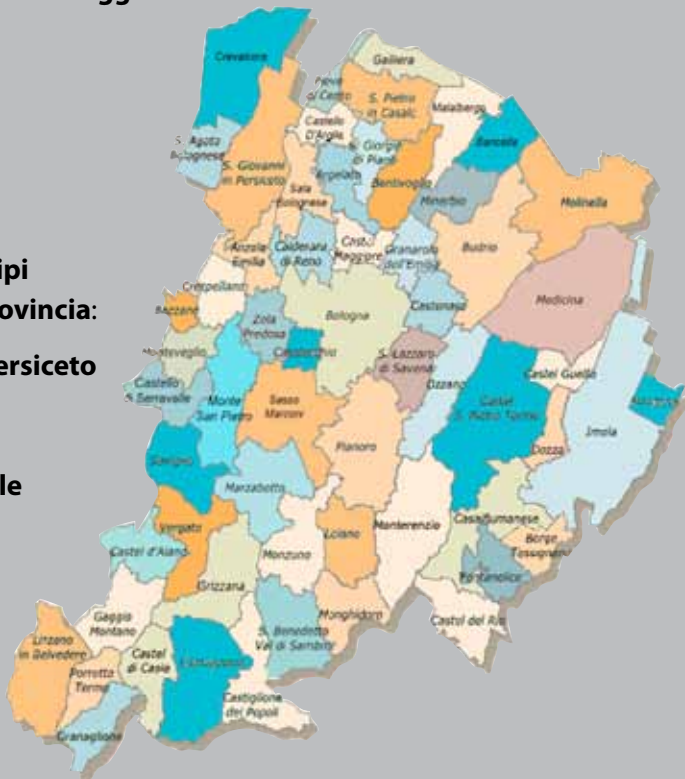 ipi
ovincia:
ersiceto
le
Crevalcore
Galliera
Pieve
di Cento
S. Pietro
in Casale
Malalbergo
Castello
D'Argile
Baricella
S. Agata
Bolognese
S. Giorgio
di Piano
S. Giovanni
in Persiceto
Argelato
Bentivoglio
Minerbio
Molinella
Sala
Bolognese
Anzola
Emilia
Calderara
di Reno
Castel
Maggiore
Granarolo
dell'Emilia
Budrio
Crespellano
Medicina
Castenaso
Bazzano
Zola
Predosa
Bologna
Monteveglio
Casalecchio
S. Lazzaro
di Savena
Castel Guelfo
Castello
di Serravalle
Monte
San Pietro
Sasso
Marconi
Ozzano
Castel
S. Pietro Terme
Mordano
Imola
Pianoro
Dozza
Savigno
Marzabotto
Vergato
Loiano
Monterenzio
Casalfiumanese
Castel d'Aiano
Monzuno
Borgo
Tossignano
Fontanelice
Grizzana
Gaggio
Montano
Monghidoro
Castel del Rio
Lizzano
in Belvedere
S. Benedetto
Val di Sambro
Castel
di Casio
Porretta
Terme
Castiglione
dei Pepoli
Granaglione